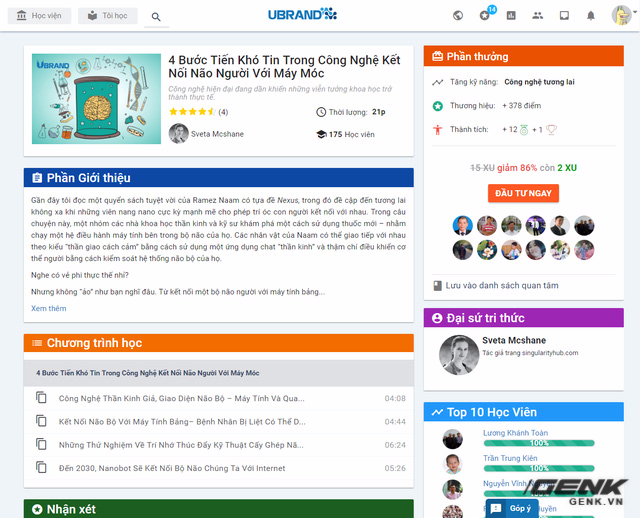 Học viện
Tôi học
UBRAND
14
UBRAND
4 Bước Tiến Khó Tin Trong Công Nghệ Kết
Nối Não Người Với Máy Móc
Công nghệ hiện đại đang dần khiến những viễn tưởng khoa học trở
thành thực tế.
(4)
Thời lượng: 21p
Sveta Mcshane
175 Học viên
Phần Giới thiệu
Gần đây tôi đọc một quyển sách tuyệt vời của Ramez Naam có tựa đề Nexus, trong đó đề cập đến tương lai
không xa khi những viên nang nano cực kỳ mạnh mẽ cho phép trí óc con người kết nối với nhau. Trong câu
chuyện này, một nhóm các nhà khoa học thần kinh và kỹ sư khám phá một cách sử dụng thuốc mới – nhằm
chạy một hệ điều hành máy tính bên trong bộ não của họ. Các nhân vật của Naam có thể giao tiếp với nhau
theo kiểu "thần giao cách cảm" bằng cách sử dụng một ứng dụng chat "thần kinh" và thậm chí điều khiển cơ
thể người bằng cách kiểm soát hệ thống não bộ của họ.
Nghe có vẻ phi thực thế nhỉ?
Nhưng không "ảo" như bạn nghĩ đâu. Từ kết nối một bộ não người với máy tính bảng...
Xem thêm
Chương trình học
4 Bước Tiến Khó Tin Trong Công Nghệ Kết Nối Não Người Với Máy Móc
Công Nghệ Thần Kinh Giả, Giao Diện Não Bộ – Máy Tính Và Qua...
04:08
Kết Nối Não Bộ Với Máy Tính Bảng– Bệnh Nhân Bị Liệt Có Thể D...
04:44
Những Thử Nghiệm Về Trí Nhớ Thúc Đẩy Kỹ Thuật Cấy Ghép Nã...
06:24
Đến 2030, Nanobot Sẽ Kết Nối Bộ Não Chúng Ta Với Internet
05:26
Nhận xét
Phần thưởng
Tăng kỹ năng: Công nghệ tương lai
Thương hiệu: + 378 điểm
Thành tích: + 12 + 1
15 XU giảm 86% còn 2 XU
ĐẦU TƯ NGAY
Lưu vào danh sách quan tâm
Đại sứ tri thức
Sveta Mcshane
Tác giả trang singularityhub.com
Top 10 Học Viên
Lương Khánh Toàn
100%
Trần Trung Kiên
100%
Nguyễn Vĩnh
100%
Góp ý
GENK
GENK.VN